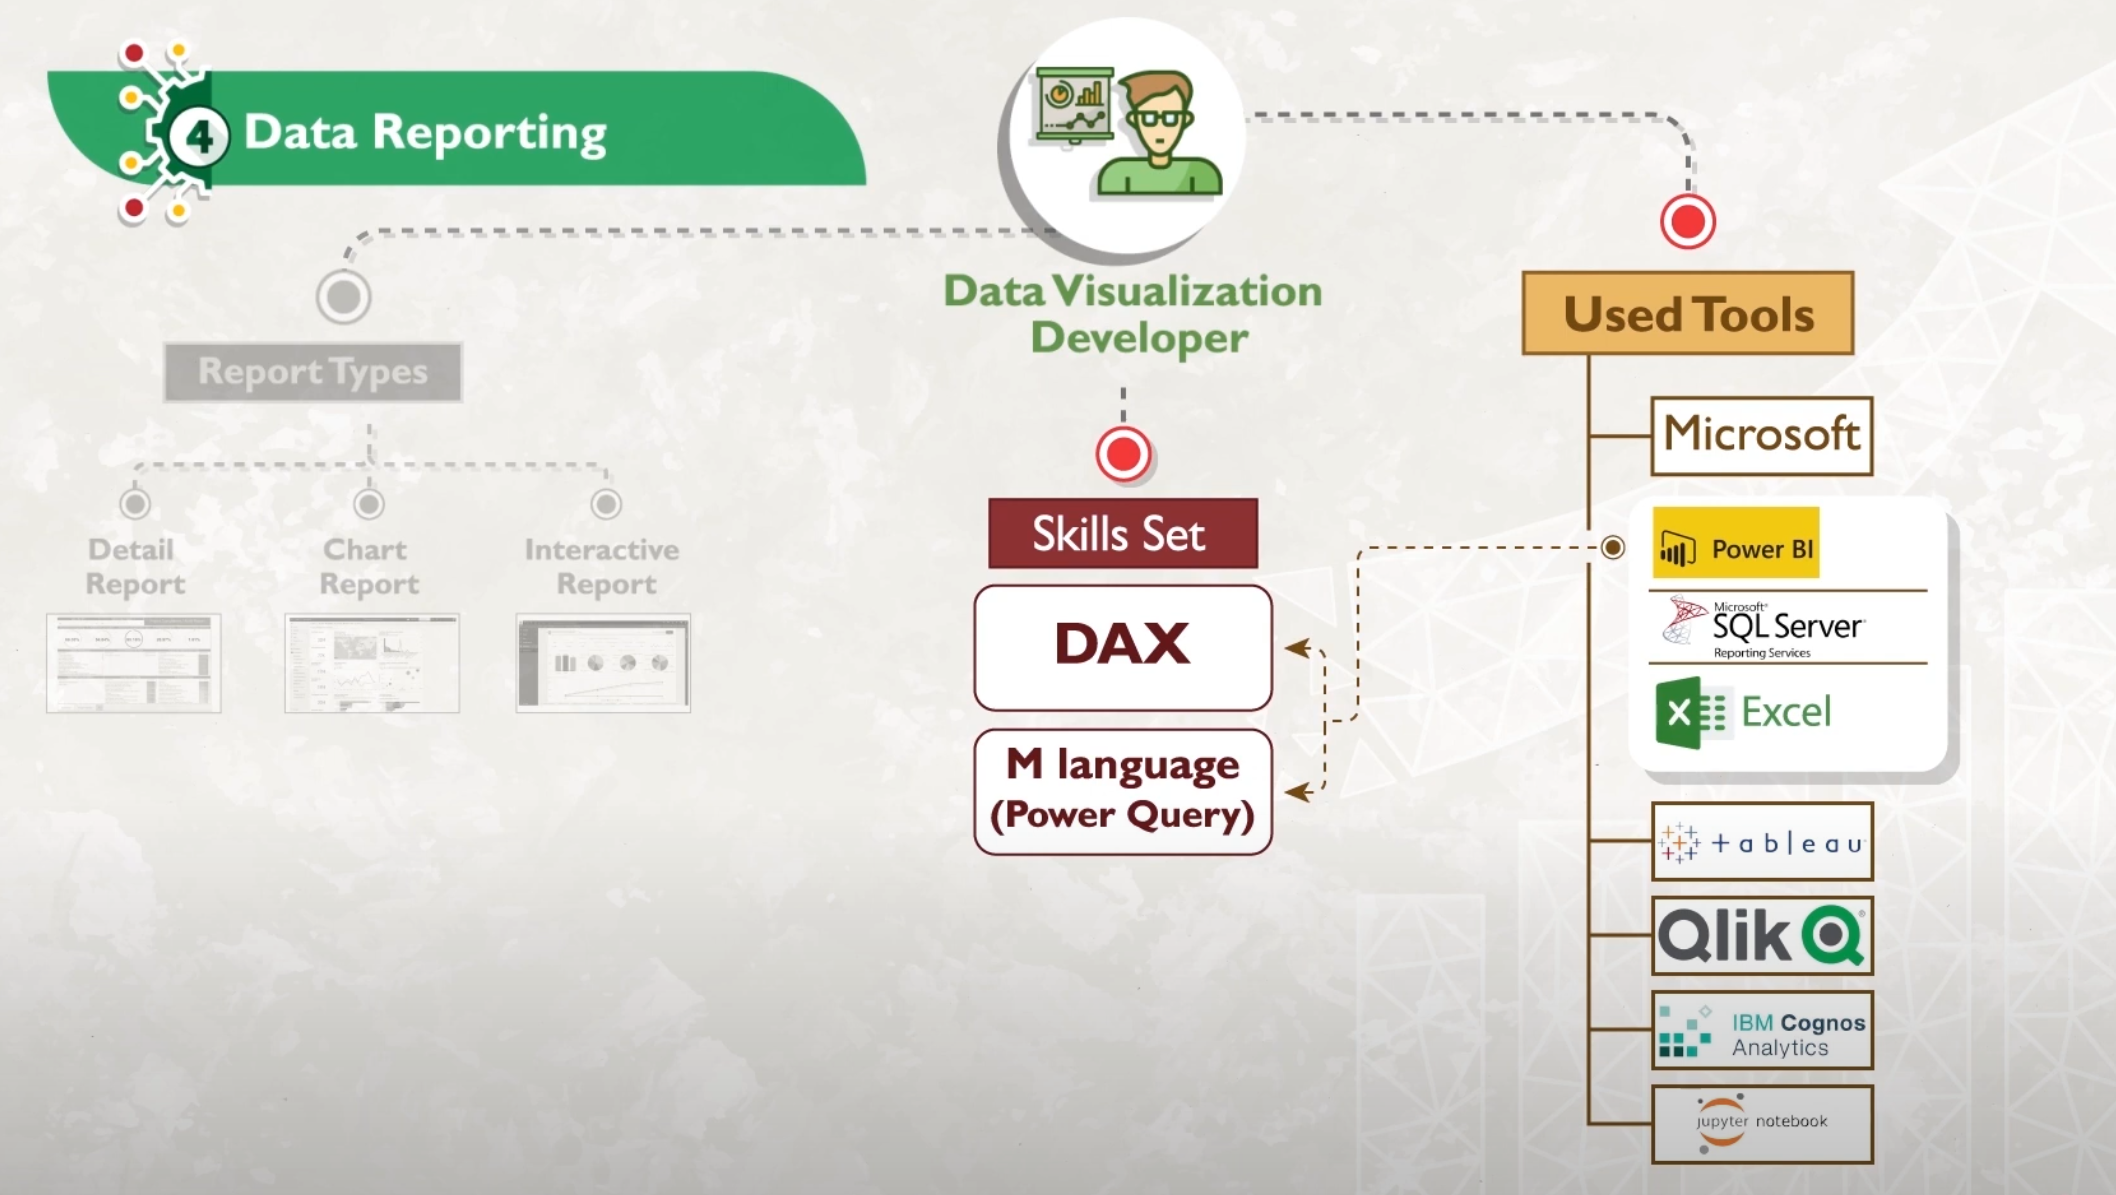 4 Data Reporting
Data Visualization
Developer
Report Types
Detail
Report
Chart
Report
Interactive
Report
Skills Set
DAX
M language
(Power Query)
Used Tools
Microsoft
Power BI
Microsoft®
SQL Server
Reporting Services
X Excel
+ a b l e a u
Qlik Q®
IBM Cognos
Analytics
jupyter notebook